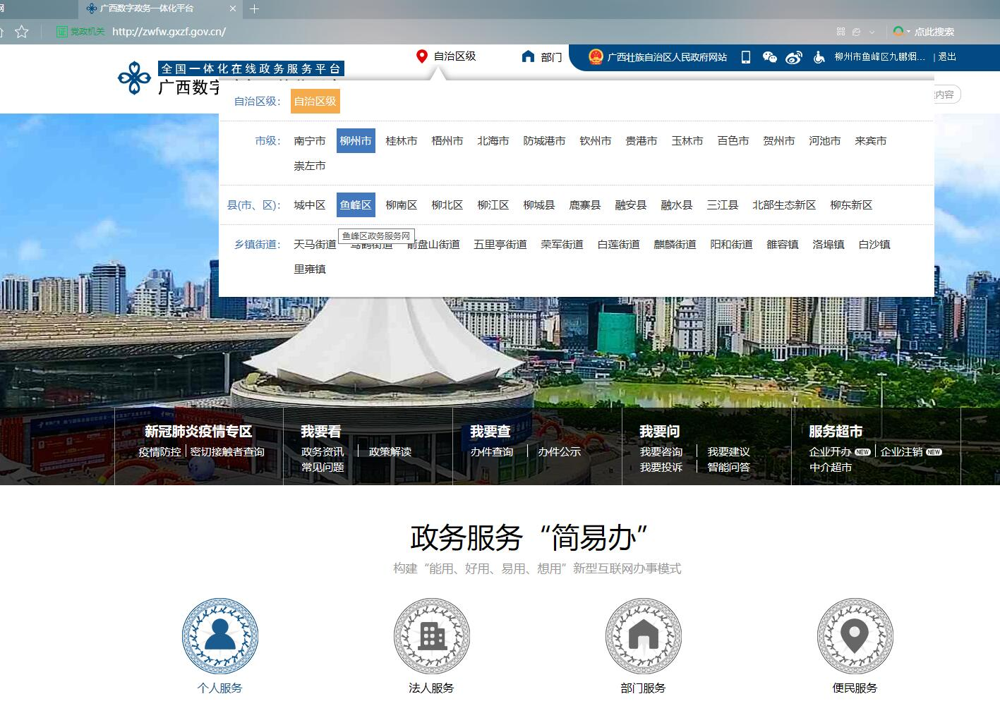 网
广西数字政务一体化平台
证 党政机关 http://zwfw.gxzf.gov.cn/ 点此搜索
自治区级 部门 广西壮族自治区人民政府网站 柳州市鱼峰区九鹏烟... | 退出
全国一体化在线政务服务平台
广西数字
内容
自治区级: 自治区级
市级: 南宁市 柳州市 桂林市 梧州市 北海市 防城港市 钦州市 贵港市 玉林市 百色市 贺州市 河池市 来宾市
崇左市
县(市、区): 城中区 鱼峰区 柳南区 柳北区 柳江区 柳城县 鹿寨县 融安县 融水县 三江县 北部生态新区 柳东新区
鱼峰区政务服务网
乡镇街道: 天马街道 驾鹤街道 箭盘山街道 五里亭街道 荣军街道 白莲街道 麒麟街道 阳和街道 雒容镇 洛埠镇 白沙镇
里雍镇
新冠肺炎疫情专区 我要看 我要查 我要问 服务超市
疫情防控 密切接触者查询 政务资讯 政策解读 办件查询 办件公示 我要咨询 我要建议 企业开办 NEW 企业注销 NEW
常见问题 我要投诉 智能问答 中介超市
政务服务“简易办”
构建“能用、好用、易用、想用”新型互联网办事模式
个人服务 法人服务 部门服务 便民服务